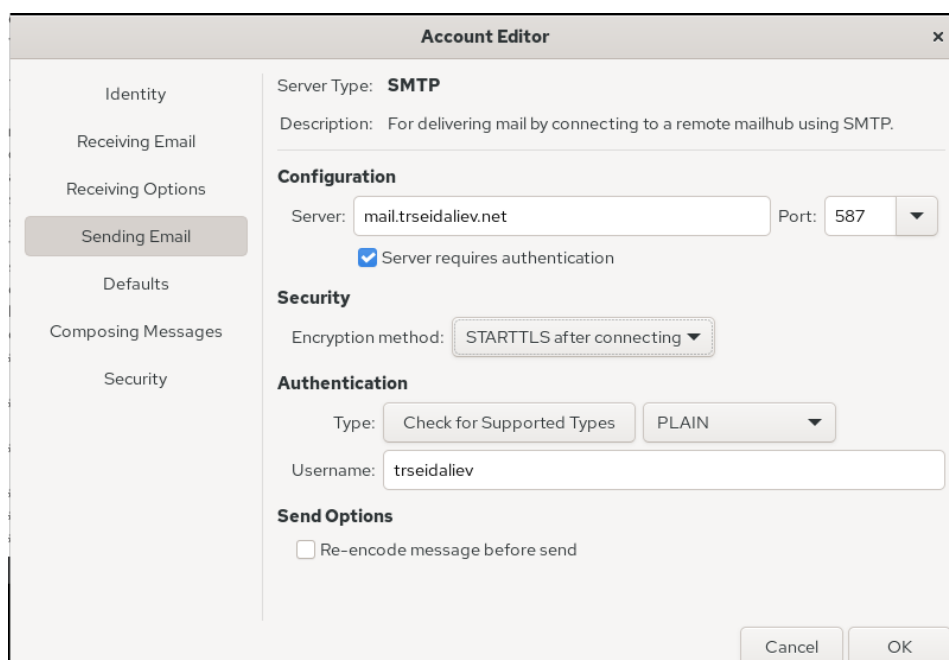 Account Editor
Identity
Receiving Email
Receiving Options
Sending Email
Defaults
Composing Messages
Security
Server Type: SMTP
Description: For delivering mail by connecting to a remote mailhub using SMTP.
Configuration
Server: mail.trseidaliev.net Port: 587
Server requires authentication
Security
Encryption method: STARTTLS after connecting
Authentication
Type: Check for Supported Types PLAIN
Username: trseidaliev
Send Options
Re-encode message before send
Cancel OK